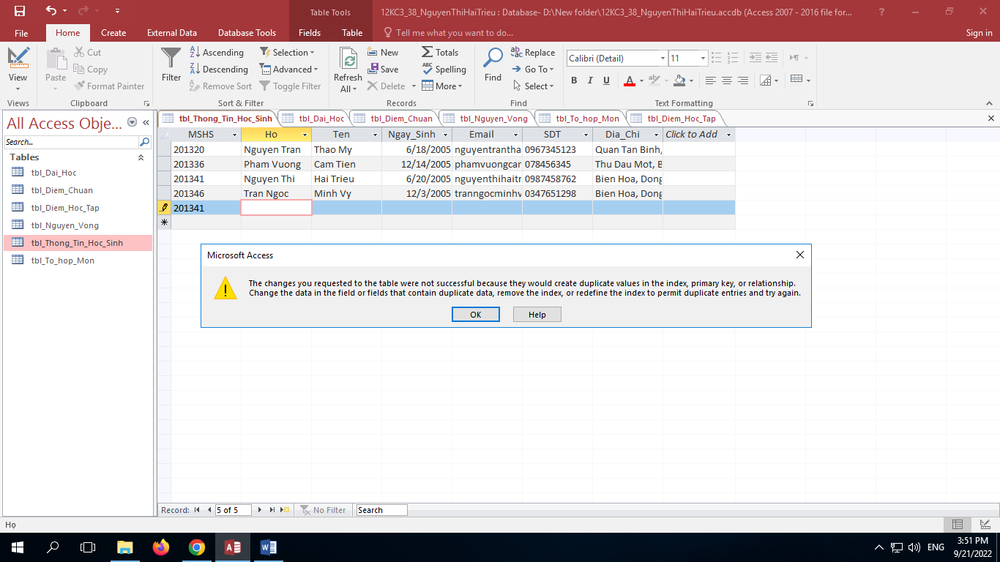 Table Tools
12KC3_38_NguyenThiHaiTrieu : Database- D:\New folder\12KC3_38_NguyenThiHaiTrieu.accdb (Access 2007 - 2016 file for...
File Home Create External Data Database Tools Fields Table Tell me what you want to do... Sign in
View
Views
Paste
Cut
Copy
Format Painter
Clipboard
Filter
Ascending
Descending
Remove Sort
Selection
Advanced
Toggle Filter
Sort & Filter
Refresh
All
New
Save
Delete
Totals
Spelling
More
Records
Find
Replace
Go To
Select
Find
Calibri (Detail) 11
B I U A
Text Formatting
All Access Obje...
Search...
Tables
tbl_Dai_Hoc
tbl_Diem_Chuan
tbl_Diem_Hoc_Tap
tbl_Nguyen_Vong
tbl_Thong_Tin_Hoc_Sinh
tbl_To_hop_Mon
tbl_Thong_Tin_Hoc_Sinh tbl_Dai_Hoc tbl_Diem_Chuan tbl_Nguyen_Vong tbl_To_hop_Mon tbl_Diem_Hoc_Tap
MSHS Ho Ten Ngay_Sinh Email SDT Dia_Chi Click to Add
201320 Nguyen Tran Thao My 6/18/2005 nguyentrantha 0967345123 Quan Tan Binh,
201336 Pham Vuong Cam Tien 12/14/2005 phamvuongcam 078456345 Thu Dau Mot, B
201341 Nguyen Thi Hai Trieu 6/20/2005 nguyenthihaitr 0987458762 Bien Hoa, Dong
201346 Tran Ngoc Minh Vy 12/3/2005 tranngocminhv 0347651298 Bien Hoa, Dong
201341
Microsoft Access
The changes you requested to the table were not successful because they would create duplicate values in the index, primary key, or relationship.
Change the data in the field or fields that contain duplicate data, remove the index, or redefine the index to permit duplicate entries and try again.
OK Help
Record: 5 of 5 No Filter Search
Họ
ENG
3:51 PM
9/21/2022